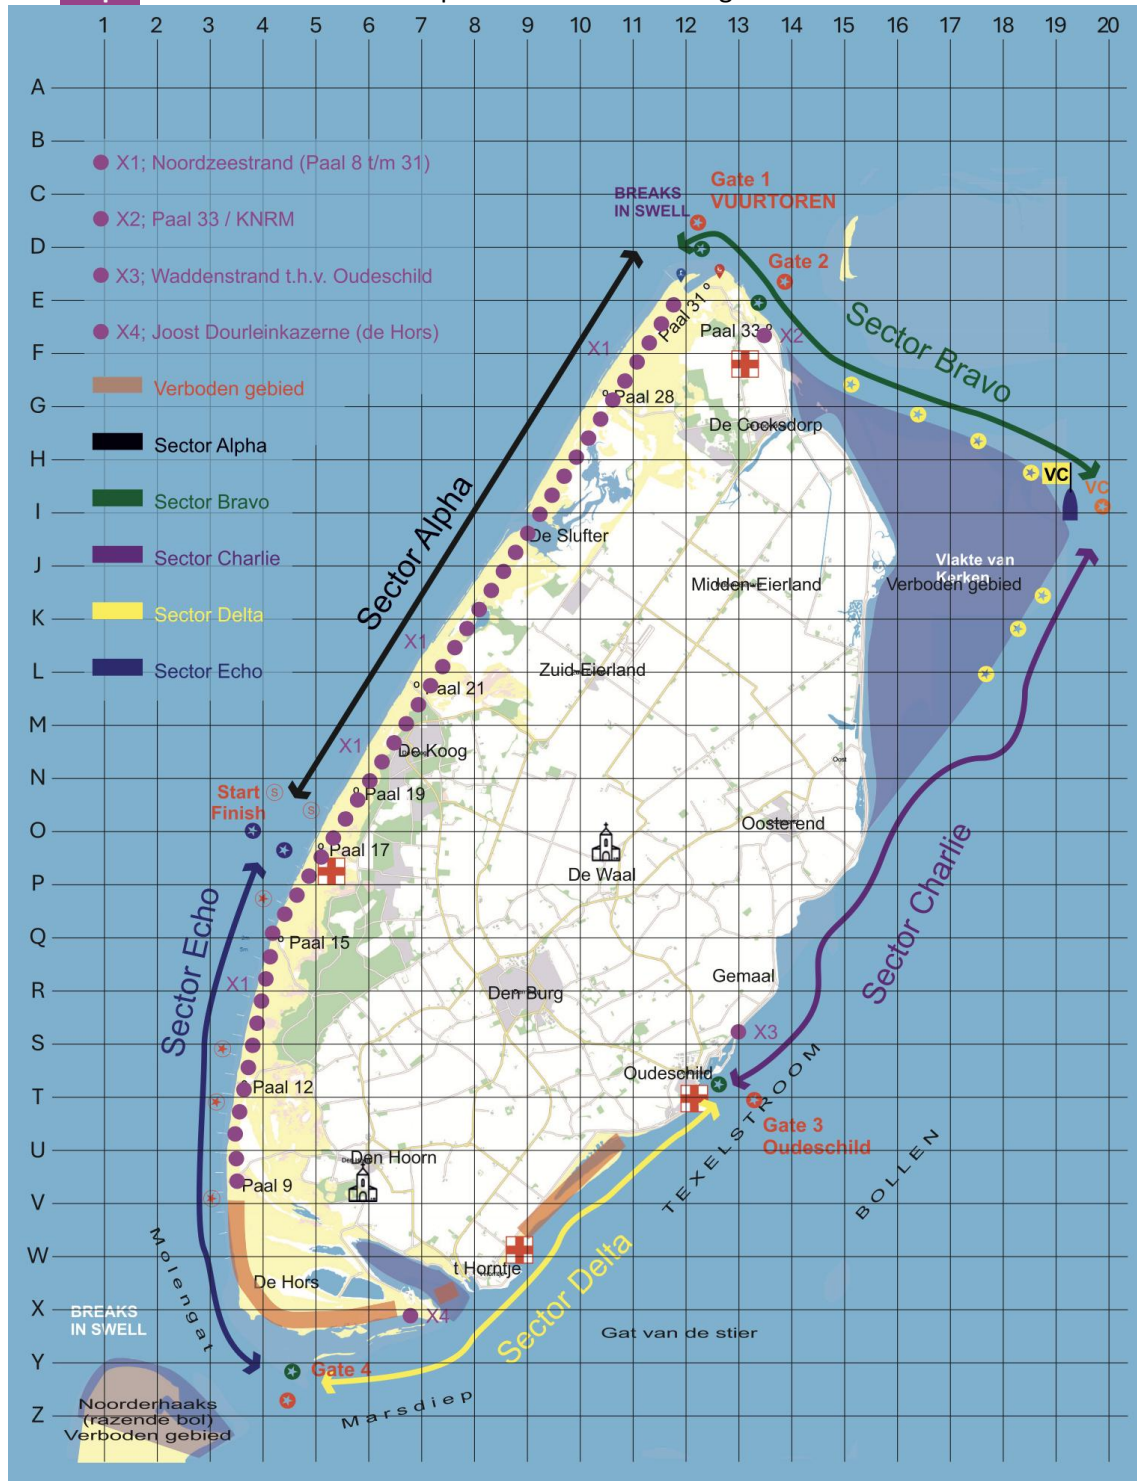 1 2 3 4 5 6 7 8 9 10 11 12 13 14 15 16 17 18 19 20
A
B
C
D
E
F
G
H
I
J
K
L
M
N
O
P
Q
R
S
T
U
V
W
X
Y
Z
X1; Noordzeestrand (Paal 8 t/m 31)
X2; Paal 33 / KNRM
X3; Waddenstrand t.h.v. Oudeschild
X4; Joost Dourleinkazerne (de Hors)
Verboden gebied
Sector Alpha
Sector Bravo
Sector Charlie
Sector Delta
Sector Echo
BREAKS
IN SWELL
Gate 1
VUURTOREN
Gate 2
Paal 31 º
Paal 33 º
X2
X1
Sector Bravo
º Paal 28
De Cocksdorp
VC
VC
Sector Alpha
De Slufter
Vlakte van
Kerken
Verboden gebied
Midden-Eierland
X1
Zuid-Eierland
º Paal 21
X1
De Koog
Oost
Start
Finish
S
S
º Paal 19
Oosterend
º Paal 17
De Waal
Sector Charlie
Sector Echo
º Paal 15
X1
Gemaal
Den Burg
X3
Oudeschild
º Paal 12
Gate 3
Oudeschild
TEXELSTROOM
BOLLEN
Den Hoorn
Paal 9
Molengat
t Horntje
De Hors
Sector Delta
X4
BREAKS
IN SWELL
Gat van de stier
Gate 4
Marsdiep
Noorderhaaks
(razende bol)
Verboden gebied